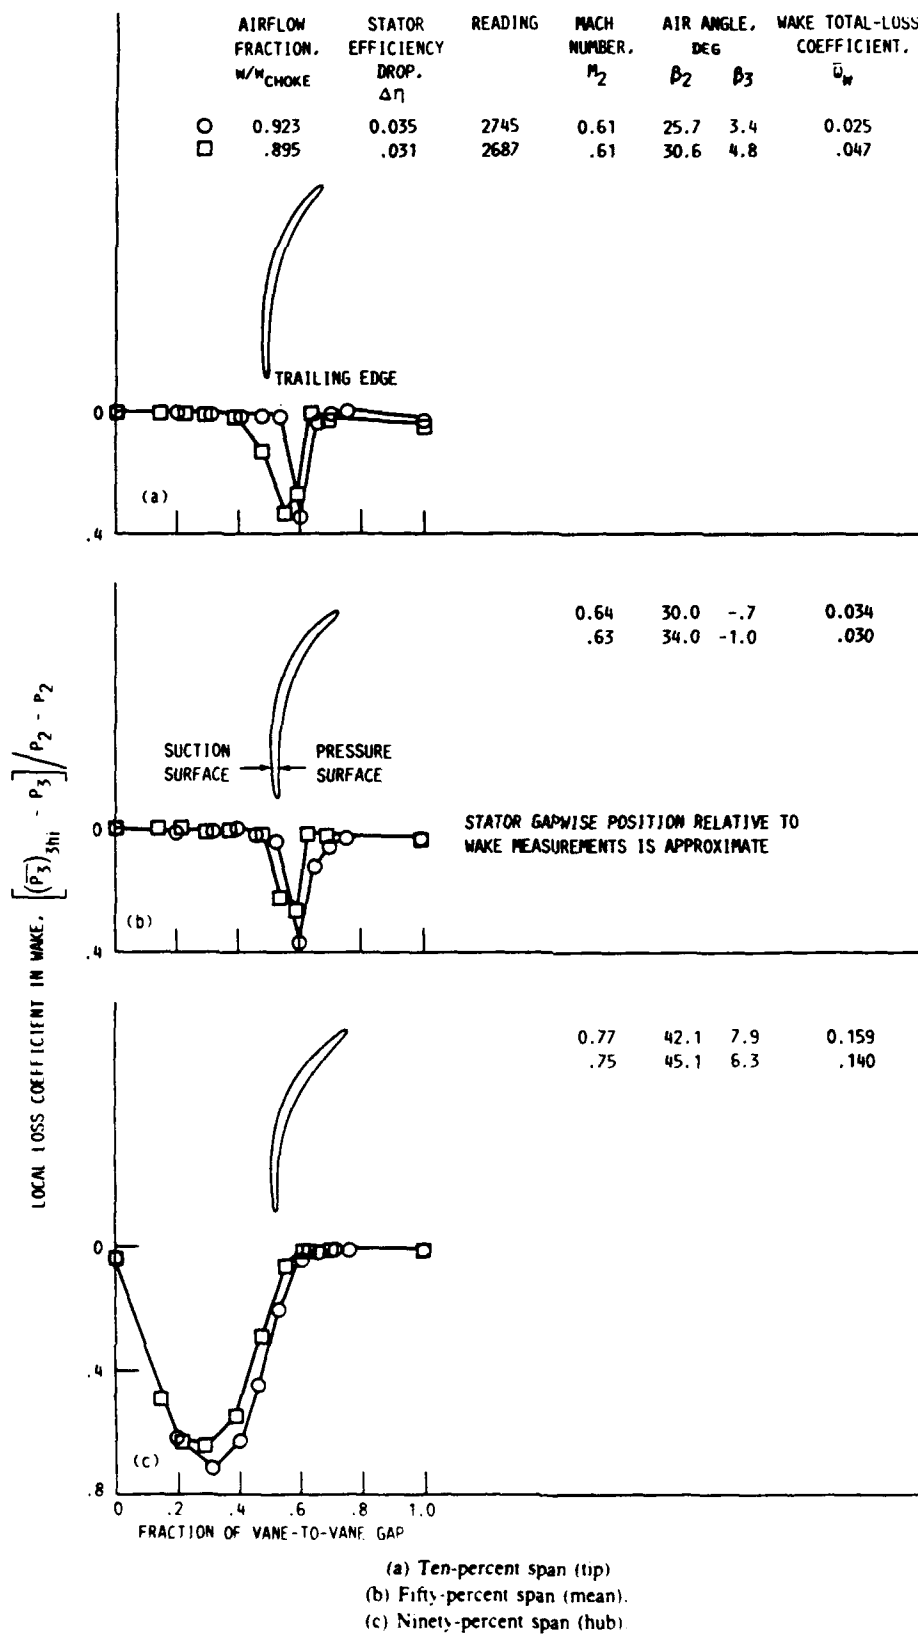 AIRFLOW FRACTION, W/WCHOKE STATOR EFFICIENCY DROP, Δη READING MACH NUMBER, M2 AIR ANGLE, DEG β2 β3 WAKE TOTAL-LOSS COEFFICIENT, ω̄w
○ 0.923 0.035 2745 0.61 25.7 3.4 0.025
□ .895 .031 2687 .61 30.6 4.8 .047
TRAILING EDGE
0
(a)
.4
0.64 30.0 -.7 0.034
.63 34.0 -1.0 .030
SUCTION SURFACE
PRESSURE SURFACE
0
STATOR GAPWISE POSITION RELATIVE TO
WAKE MEASUREMENTS IS APPROXIMATE
(b)
.4
LOCAL LOSS COEFFICIENT IN WAKE, [(P̄3)3hi - P3]/P2 - P2
0.77 42.1 7.9 0.159
.75 45.1 6.3 .140
0
.4
(c)
.8
0 .2 .4 .6 .8 1.0
FRACTION OF VANE-TO-VANE GAP
(a) Ten-percent span (tip)
(b) Fifty-percent span (mean).
(c) Ninety-percent span (hub)